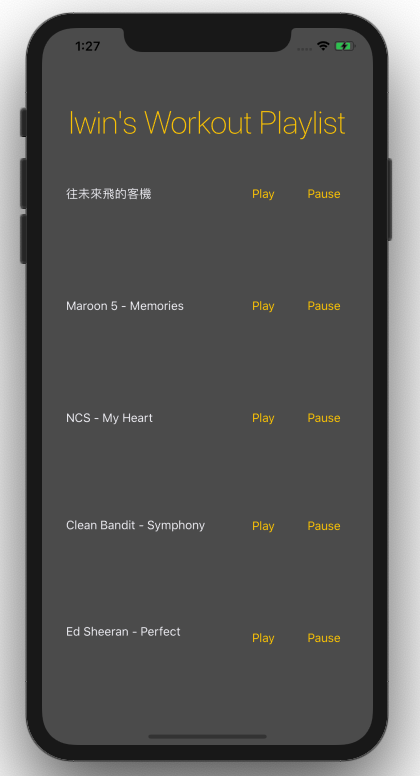 1:27
Iwin's Workout Playlist
往未來飛的客機 Play Pause
Maroon 5 - Memories Play Pause
NCS - My Heart Play Pause
Clean Bandit - Symphony Play Pause
Ed Sheeran - Perfect Play Pause